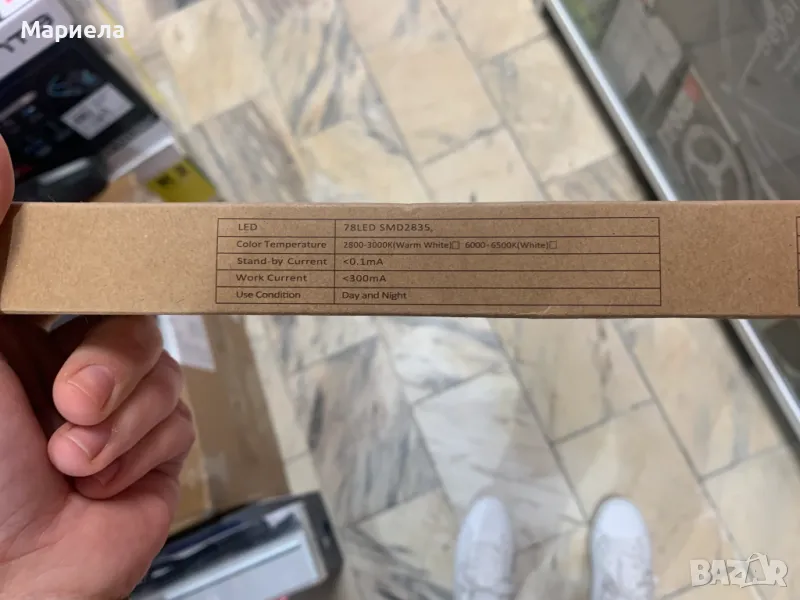 Мариела
LED 78LED SMD2835,
Color Temperature 2800-3000K(Warm White)☐ 6000-6500K(White)☐
Stand-by Current <0.1mA
Work Current <300mA
Use Condition Day and Night
BAZAR